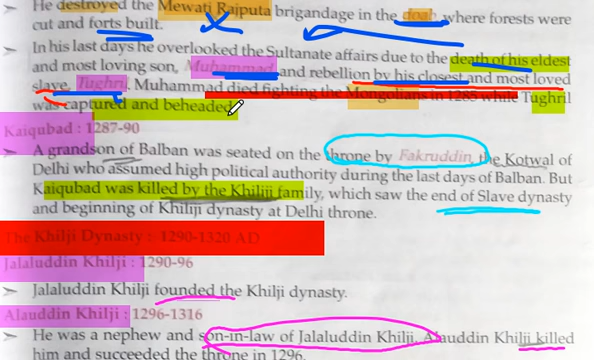 ➢ He destroyed the Mewati Rajputa brigandage in the doab where forests were
cut and forts built.
➢ In his last days he overlooked the Sultanate affairs due to the death of his eldest
and most loving son, Muhammad and rebellion by his closest and most loved
slave, Tughril. Muhammad died fighting the Mongolians in 1285 while Tughril
was captured and beheaded.
Kaiqubad : 1287-90
➢ A grandson of Balban was seated on the throne by Fakruddin, the Kotwal of
Delhi who assumed high political authority during the last days of Balban. But
Kaiqubad was killed by the Khiliji family, which saw the end of Slave dynasty
and beginning of Khiliji dynasty at Delhi throne.
The Khilji Dynasty : 1290-1320 AD
Jalaluddin Khilji : 1290-96
➢ Jalaluddin Khilji founded the Khilji dynasty.
Alauddin Khilji : 1296-1316
➢ He was a nephew and son-in-law of Jalaluddin Khilji. Alauddin Khilji killed
him and succeeded the throne in 1296.